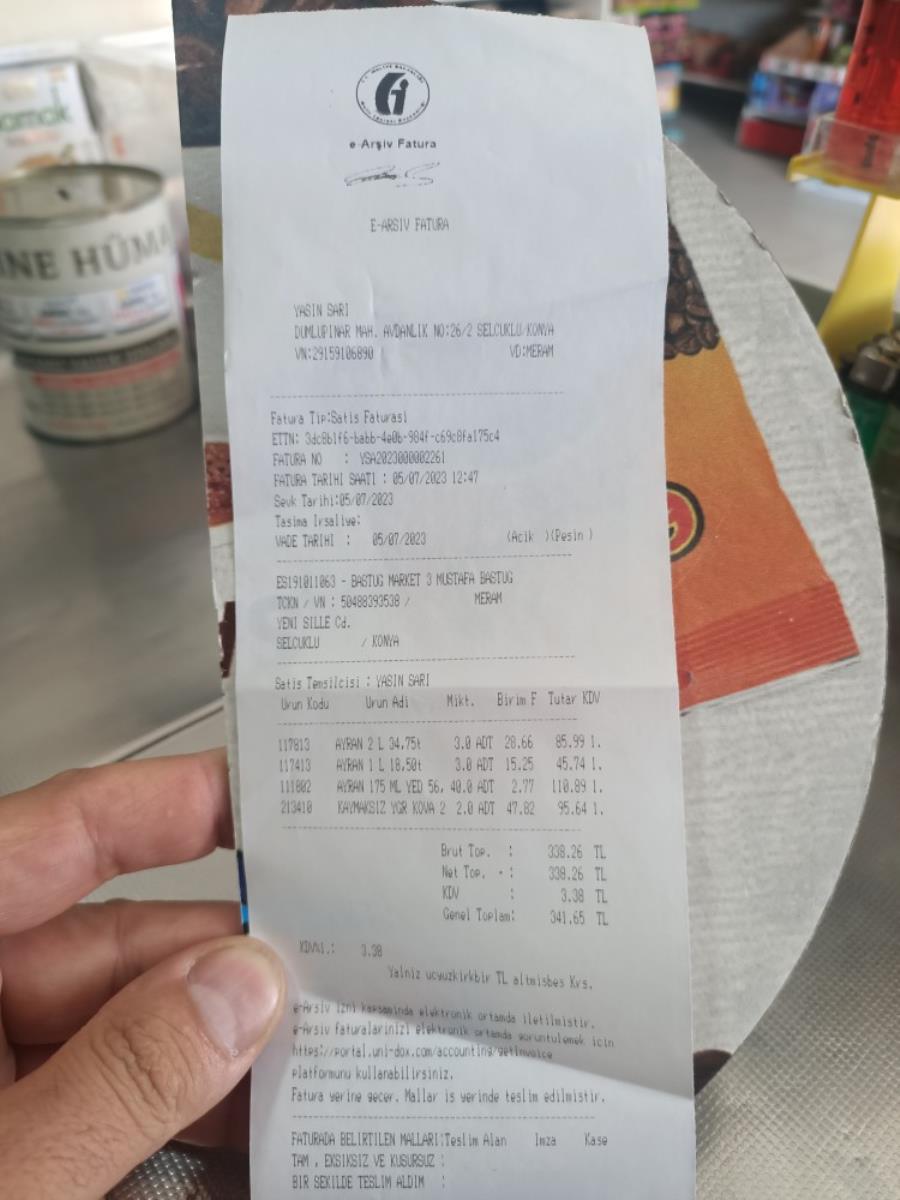 amak
INE HÜMA
e-Arşiv Fatura
E-ARSIV FATURA
YASIN SARI
DUMLUPINAR MAH. AVDANLIK NO:26/2 SELCUKLU/KONYA
VN:29159106890 VD:MERAM
Fatura Tip:Satis Faturasi
ETTN: 3dc8b1f6-babb-4e0b-984f-c69c8fa175c4
FATURA NO : YSA2023000002261
FATURA TARIHI SAATI : 05/07/2023 12:47
Sevk Tarihi:05/07/2023
Tasima Irsaliye:
VADE TARIHI : 05/07/2023 (Acik )(Pesin )
ES191011063 - BASTUG MARKET 3 MUSTAFA BASTUG
TCKN / VN : 50488393538 / MERAM
YENI SILLE Cd.
SELCUKLU / KONYA
Satis Temsilcisi : YASIN SARI
Urun Kodu Urun Adi Mikt. Birim F Tutar KDV
117813 AYRAN 2 L 34,75t 3.0 ADT 28.66 85.99 1.
117413 AYRAN 1 L 18,50t 3.0 ADT 15.25 45.74 1.
111802 AYRAN 175 ML YED 56, 40.0 ADT 2.77 110.89 1.
213410 KAYMAKSIZ YGR KOVA 2 2.0 ADT 47.82 95.64 1.
Brut Top. : 338.26 TL
Net Top. - : 338.26 TL
KDV : 3.38 TL
Genel Toplam: 341.65 TL
KDV%1.: 3.38
Yalniz ucyuzkirkbir TL altmisbes Krs.
e-Arsiv izni kapsaminda elektronik ortamda iletilmistir.
e-Arsiv faturalarinizi elektronik ortamda goruntulemek icin
https://portal.uni-dox.com/accounting/getinvoice
platformunu kullanabilirsiniz.
Fatura yerine gecer. Mallar is yerinde teslim edilmistir.
FATURADA BELIRTILEN MALLARI:Teslim Alan Imza Kase
TAM , EKSIKSIZ VE KUSURSUZ :
BIR SEKILDE TESLIM ALDIM :